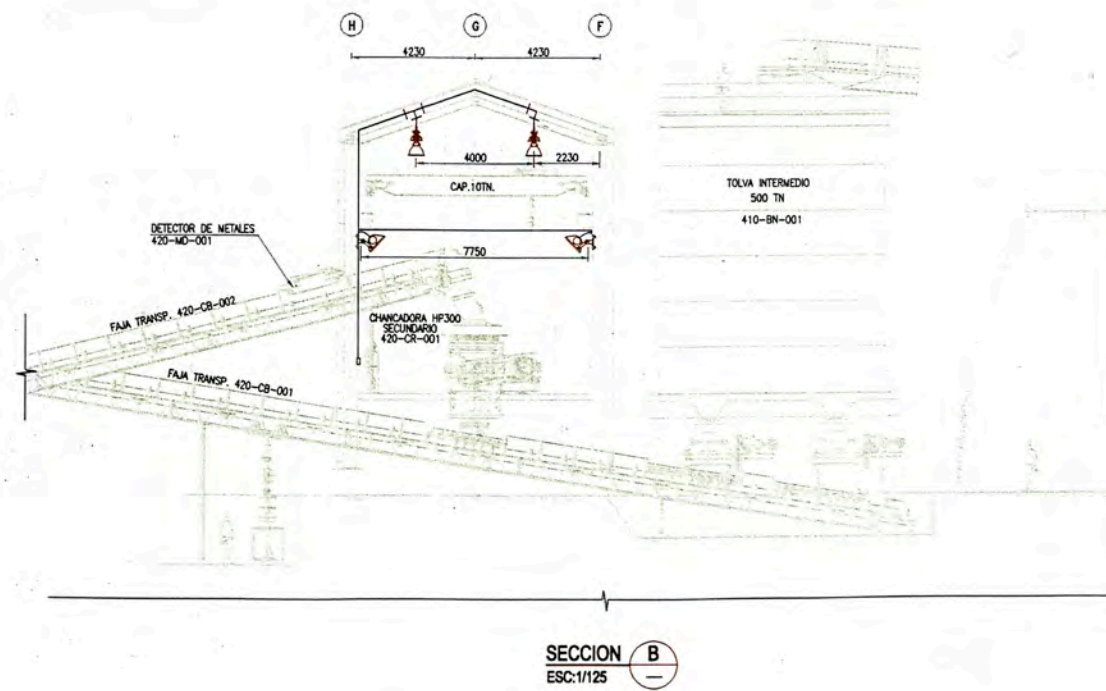 H G F
4230 4230
4000 2230
CAP.10TN.
TOLVA INTERMEDIO
500 TN
410-BN-001
DETECTOR DE METALES
420-MD-001
7750
FAJA TRANSP. 420-CB-002
CHANCADORA HP300
SECUNDARIO
420-CR-001
FAJA TRANSP. 420-CB-001
SECCION B
ESC:1/125 —